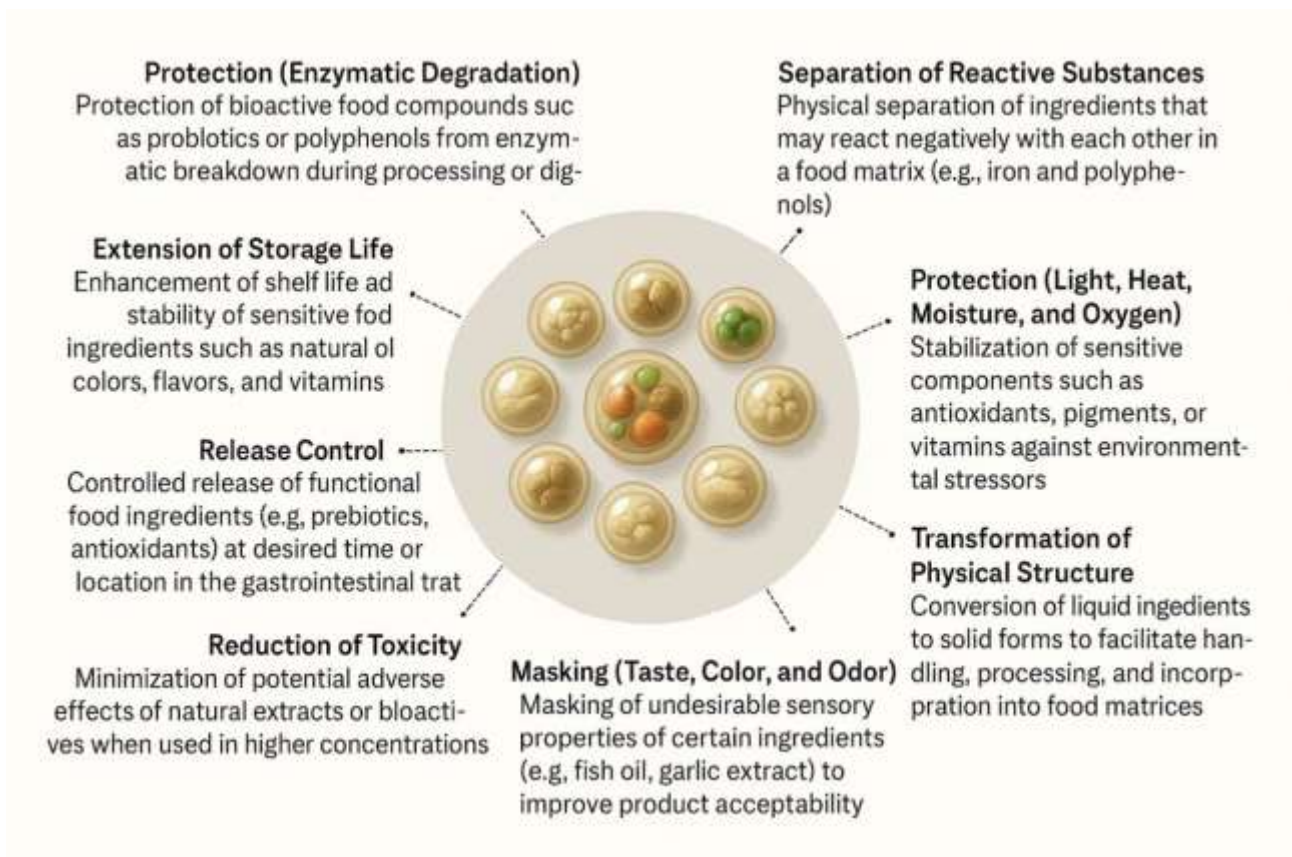 Protection (Enzymatic Degradation)
Protection of bioactive food compounds suc
as problotics or polyphenols from enzym-
atic breakdown during processing or dig-
Separation of Reactive Substances
Physical separation of ingredients that
may react negatively with each other in
a food matrix (e.g., iron and polyphe-
nols)
Extension of Storage Life
Enhancement of shelf life ad
stability of sensitive fod
ingredients such as natural ol
colors, flavors, and vitamins
Protection (Light, Heat,
Moisture, and Oxygen)
Stabilization of sensitive
components such as
antioxidants, pigments, or
vitamins against environment-
tal stressors
Release Control
Controlled release of functional
food ingredients (e.g, prebiotics,
antioxidants) at desired time or
location in the gastrointestinal trat
Transformation of
Physical Structure
Conversion of liquid ingedients
to solid forms to facilitate han-
dling, processing, and incorp-
pration into food matrices
Reduction of Toxicity
Minimization of potential adverse
effects of natural extracts or bloacti-
ves when used in higher concentrations
Masking (Taste, Color, and Odor)
Masking of undesirable sensory
properties of certain ingredients
(e.g, fish oil, garlic extract) to
improve product acceptability